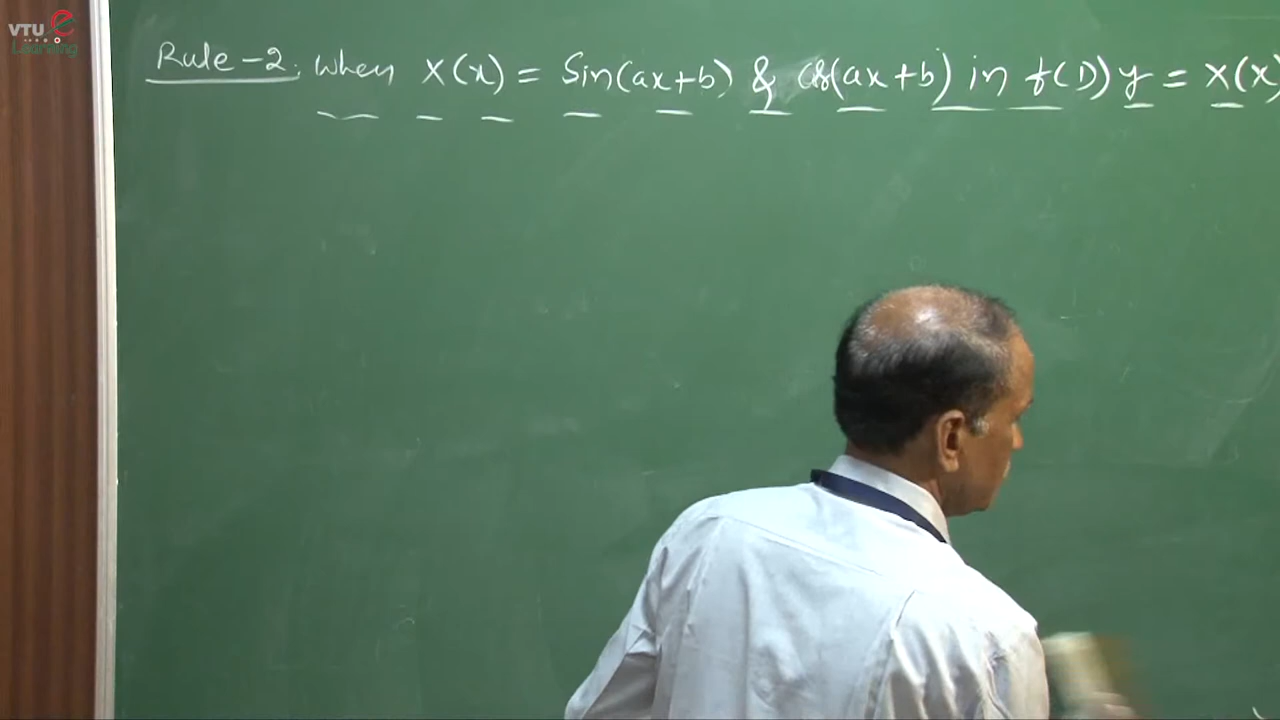 VTU e
Learning
Rule-2: when X(x) = Sin(ax+b) & cos(ax+b) in f(D)y = X(x)